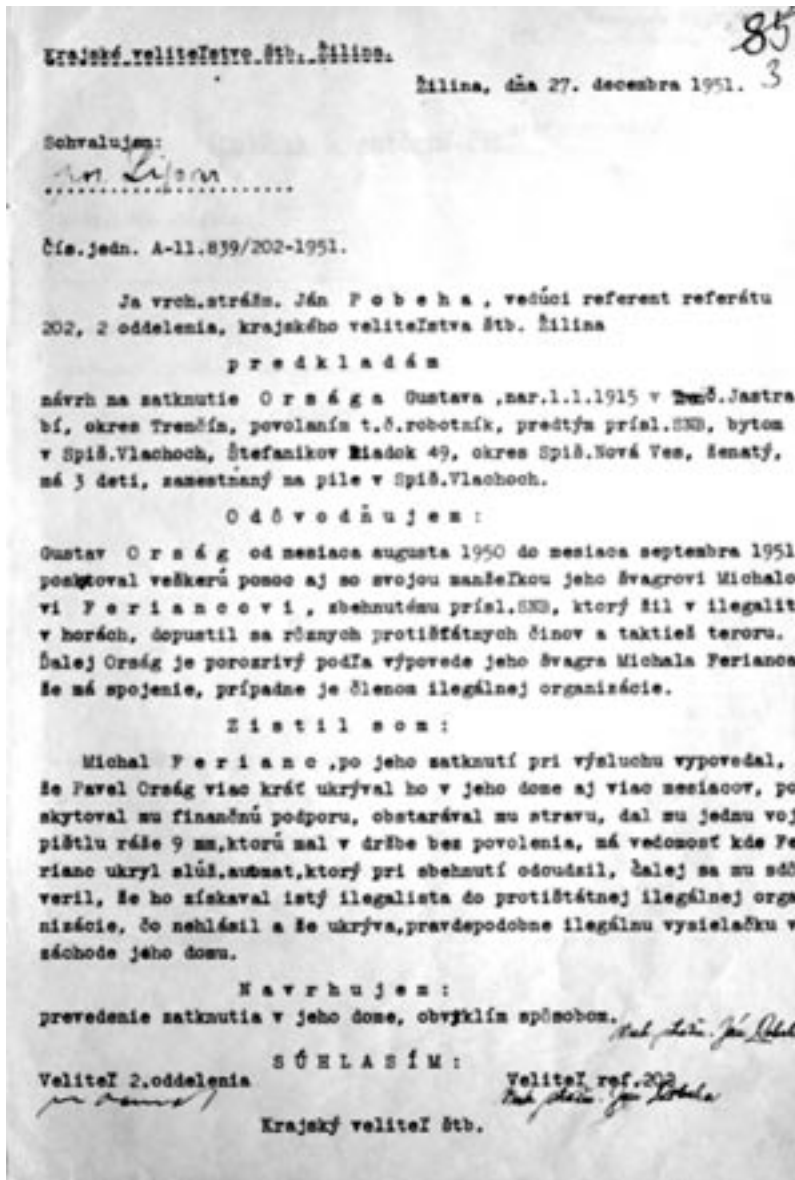 85
3
Krajské veliteľstvo štb. Žilina.
Žilina, dňa 27. decembra 1951.
Schvaľujem:
Čís.jedn. A-11.839/202-1951.
Ja vrch.strážm. Ján P o b e h a , vedúci referent referátu
202, 2 oddelenia, krajského veliteľstva štb. Žilina
p r e d k l a d á m
návrh na zatknutie O r s á g a Gustava ,nar.1.1.1915 v Trenč.Jastra
bí, okres Trenčín, povolaním t.č.robotník, predtým prísl.SNB, bytom
v Spiš.Vlachoch, Štefanikov Riadok 49, okres Spiš.Nová Ves, ženatý,
má 3 deti, zamestnaný na pile v Spiš.Vlachoch.
O d ô v o d ň u j e m :
Gustav O r s á g od mesiaca augusta 1950 do mesiaca septembra 1951
poskytoval veškerú pomoc aj so svojou manželkou jeho švagrovi Michalo
vi F e r i a n c o v i , zbehnutému prísl.SNB, ktorý žil v ilegalit
v horách, dopustil sa rôznych protištátnych činov a taktiež teroru.
Ďalej Orság je porozrivý podľa výpovede jeho švagra Michala Ferianca
že má spojenie, prípadne je členom ilegálnej organizácie.
Z i s t i l som :
Michal F e r i a n c ,po jeho zatknutí pri výsluchu vypovedal,
že Pavel Orság viac kráť ukrýval ho v jeho dome aj viac mesiacov, po
skytoval mu finančnú podporu, obstarával mu stravu, dal mu jednu voj
pištlu ráže 9 mm,ktorú mal v držbe bez povolenia, má vedomosť kde Fe
rianc ukryl služ.automat,ktorý pri zbehnutí odcudzil, ďalej sa mu sdô
veril, že ho získaval istý ilegalista do protištátnej ilegálnej orga
nizácie, čo nehlásil a že ukrýva,pravdepodobne ilegálnu vysielačku v
záchode jeho domu.
N a v r h u j e m :
prevedenie zatknutia v jeho dome, obvyklím spôsobom.
S Ú H L A S Í M :
Veliteľ 2.oddelenia Veliteľ ref.202
Krajský veliteľ štb.